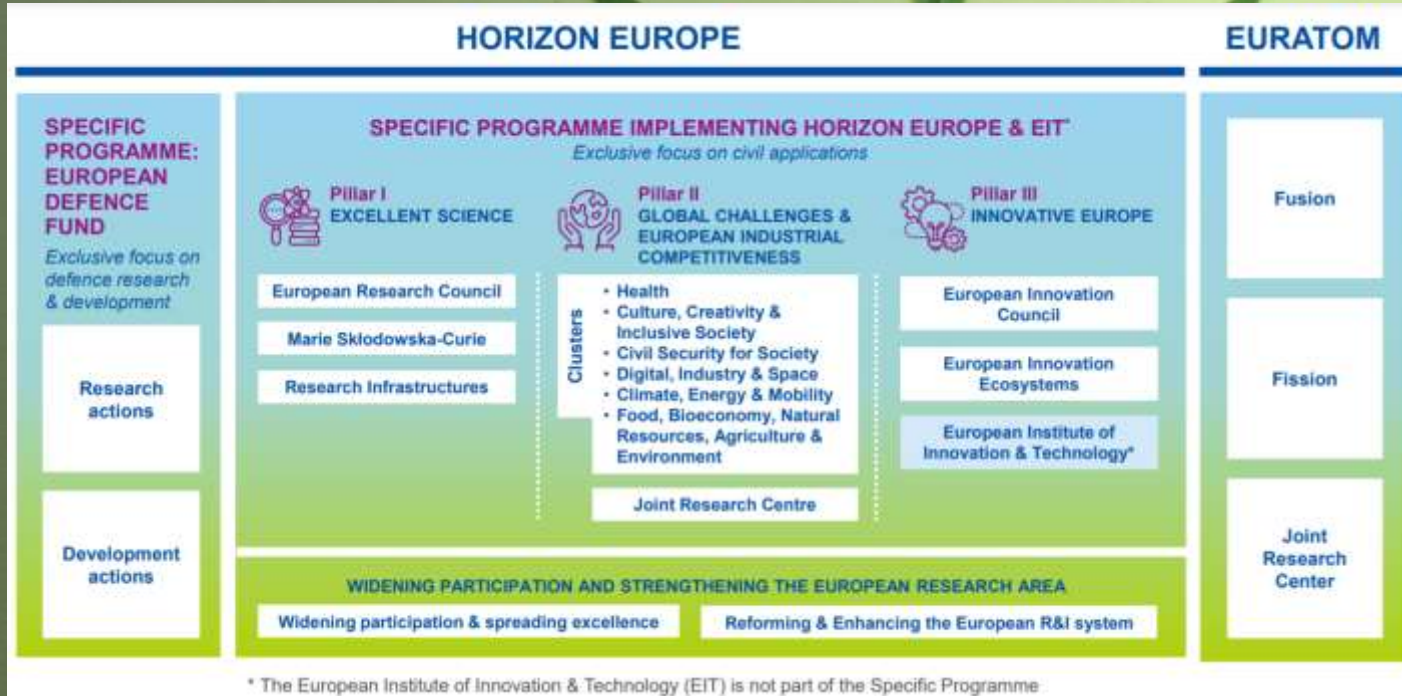 HORIZON EUROPE
EURATOM
SPECIFIC
PROGRAMME:
EUROPEAN
DEFENCE
FUND
Exclusive focus on
defence research
& development
Research
actions
Development
actions
SPECIFIC PROGRAMME IMPLEMENTING HORIZON EUROPE & EIT*
Exclusive focus on civil applications
Pillar I
EXCELLENT SCIENCE
European Research Council
Marie Skłodowska-Curie
Research Infrastructures
Pillar II
GLOBAL CHALLENGES &
EUROPEAN INDUSTRIAL
COMPETITIVENESS
Clusters
• Health
• Culture, Creativity &
Inclusive Society
• Civil Security for Society
• Digital, Industry & Space
• Climate, Energy & Mobility
• Food, Bioeconomy, Natural
Resources, Agriculture &
Environment
Joint Research Centre
Pillar III
INNOVATIVE EUROPE
European Innovation
Council
European Innovation
Ecosystems
European Institute of
Innovation & Technology*
WIDENING PARTICIPATION AND STRENGTHENING THE EUROPEAN RESEARCH AREA
Widening participation & spreading excellence
Reforming & Enhancing the European R&I system
Fusion
Fission
Joint
Research
Center
* The European Institute of Innovation & Technology (EIT) is not part of the Specific Programme